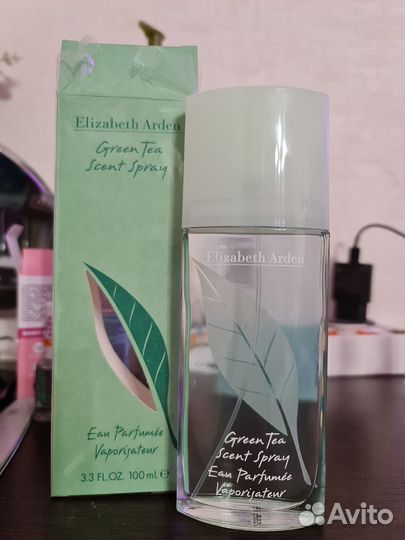 Elizabeth Arden
Green Tea
Scent Spray
Eau Parfumée
Vaporisateur
3.3 FL.OZ. 100 mL ℮
Elizabeth Arden
Green Tea
Scent Spray
Eau Parfumée
Vaporisateur
Avito